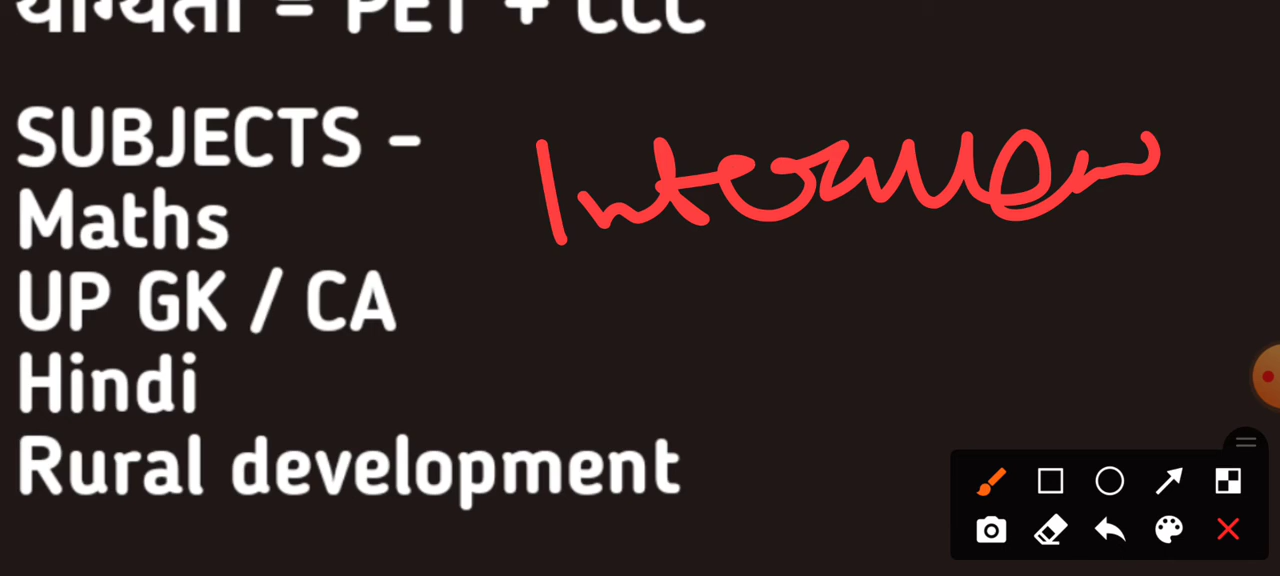 योग्यता = PET + CCC
SUBJECTS -
Interview
Maths
UP GK / CA
Hindi
Rural development